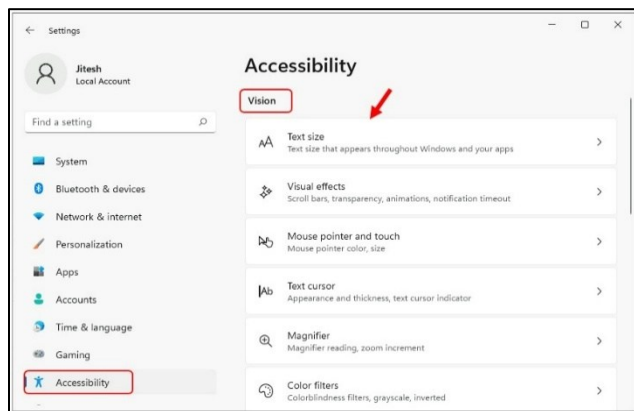 Settings
Jitesh
Local Account
Find a setting
System
Bluetooth & devices
Network & internet
Personalization
Apps
Accounts
Time & language
Gaming
Accessibility
Accessibility
Vision
Text size
Text size that appears throughout Windows and your apps
Visual effects
Scroll bars, transparency, animations, notification timeout
Mouse pointer and touch
Mouse pointer color, size
Text cursor
Appearance and thickness, text cursor indicator
Magnifier
Magnifier reading, zoom increment
Color filters
Colorblindness filters, grayscale, inverted